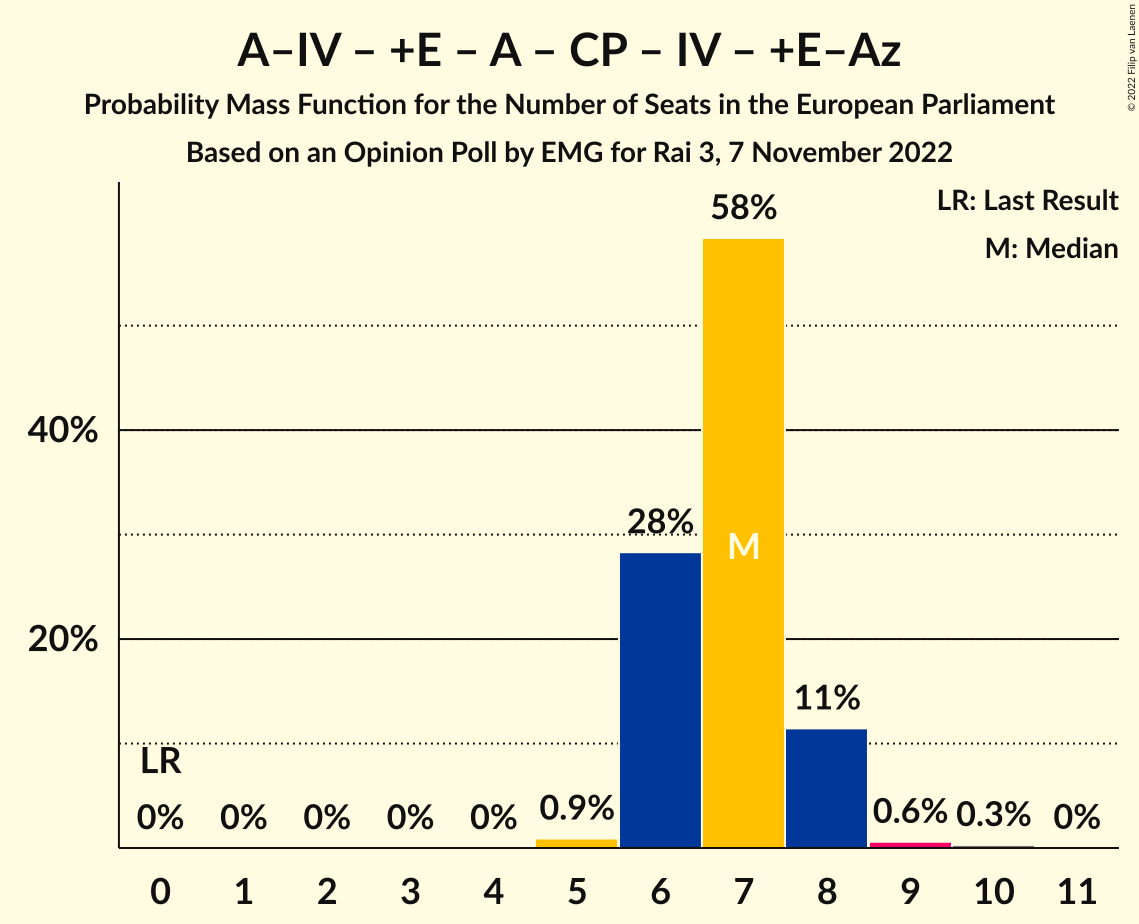 A–IV – +E – A – CP – IV – +E–Az
Probability Mass Function for the Number of Seats in the European Parliament
Based on an Opinion Poll by EMG for Rai 3, 7 November 2022
© 2022 Filip van Laenen
LR: Last Result
M: Median
58%
40%
28%
M
20%
11%
LR
0% 0% 0% 0% 0% 0.9% 0.6% 0.3% 0%
0 1 2 3 4 5 6 7 8 9 10 11